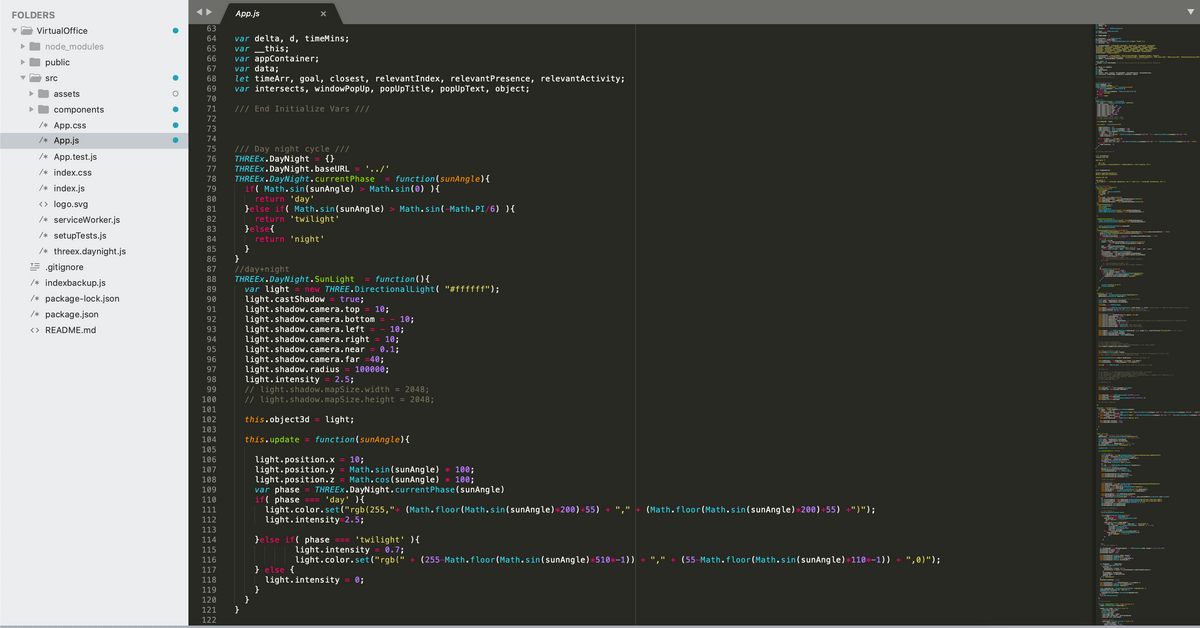 FOLDERS
VirtualOffice
node_modules
public
src
assets
components
/* App.css
/* App.js
/* App.test.js
/* index.css
/* index.js
<> logo.svg
/* serviceWorker.js
/* setupTests.js
/* threex.daynight.js
.gitignore
/* indexbackup.js
/* package-lock.json
/* package.json
<> README.md
App.js ×
63
64 var delta, d, timeMins;
65 var __this;
66 var appContainer;
67 var data;
68 let timeArr, goal, closest, relevantIndex, relevantPresence, relevantActivity;
69 var intersects, windowPopUp, popUpTitle, popUpText, object;
70
71 /// End Initialize Vars ///
72
73
74
75 /// Day night cycle ///
76 THREEx.DayNight = {}
77 THREEx.DayNight.baseURL = '../'
78 THREEx.DayNight.currentPhase = function(sunAngle){
79 if( Math.sin(sunAngle) > Math.sin(0) ){
80 return 'day'
81 }else if( Math.sin(sunAngle) > Math.sin(-Math.PI/6) ){
82 return 'twilight'
83 }else{
84 return 'night'
85 }
86 }
87 //day+night
88 THREEx.DayNight.SunLight = function(){
89 var light = new THREE.DirectionalLight( "#ffffff");
90 light.castShadow = true;
91 light.shadow.camera.top = 10;
92 light.shadow.camera.bottom = - 10;
93 light.shadow.camera.left = - 10;
94 light.shadow.camera.right = 10;
95 light.shadow.camera.near = 0.1;
96 light.shadow.camera.far =40;
97 light.shadow.radius = 100000;
98 light.intensity = 2.5;
99 // light.shadow.mapSize.width = 2048;
100 // light.shadow.mapSize.height = 2048;
101
102 this.object3d = light;
103
104 this.update = function(sunAngle){
105
106 light.position.x = 10;
107 light.position.y = Math.sin(sunAngle) * 100;
108 light.position.z = Math.cos(sunAngle) * 100;
109 var phase = THREEx.DayNight.currentPhase(sunAngle)
110 if( phase === 'day' ){
111 light.color.set("rgb(255,"+ (Math.floor(Math.sin(sunAngle)*200)+55) + "," + (Math.floor(Math.sin(sunAngle)*200)+55) +")");
112 light.intensity=2.5;
113
114 }else if( phase === 'twilight' ){
115 light.intensity = 0.7;
116 light.color.set("rgb(" + (255-Math.floor(Math.sin(sunAngle)*510*-1)) + "," + (55-Math.floor(Math.sin(sunAngle)*110*-1)) + ",0)");
117 } else {
118 light.intensity = 0;
119 }
120 }
121 }
122